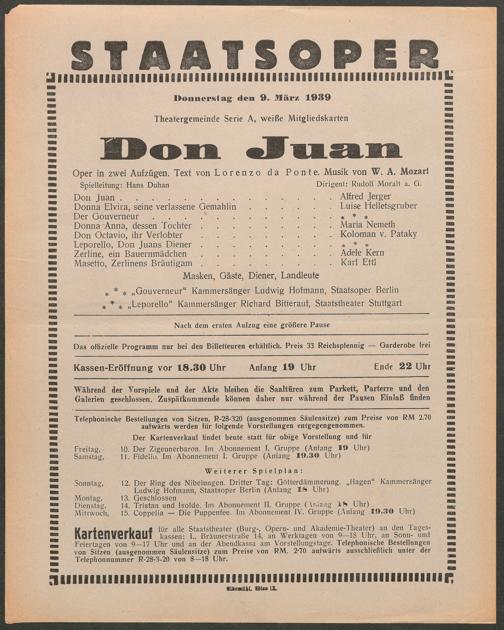 STAATSOPER
Donnerstag den 9. März 1939
Theatergemeinde Serie A, weiße Mitgliedskarten
Don Juan
Oper in zwei Aufzügen. Text von Lorenzo da Ponte. Musik von W. A. Mozart
Spielleitung: Hans Duhan Dirigent: Rudolf Moralt a. G.
Don Juan . . . . . . . . . . Alfred Jerger
Donna Elvira, seine verlassene Gemahlin . . . . . Luise Helletsgruber
Der Gouverneur . . . . . . . . . * * *
Donna Anna, dessen Tochter . . . . . . . Maria Nemeth
Don Octavio, ihr Verlobter . . . . . . . Koloman v. Pataky
Leporello, Don Juans Diener . . . . . . . * * *
Zerline, ein Bauernmädchen . . . . . . . Adele Kern
Masetto, Zerlinens Bräutigam . . . . . . . Karl Ettl
Masken, Gäste, Diener, Landleute
* * * „Gouverneur“ Kammersänger Ludwig Hofmann, Staatsoper Berlin
* * * „Leporello“ Kammersänger Richard Bitterauf, Staatstheater Stuttgart
Nach dem ersten Aufzug eine größere Pause
Das offizielle Programm nur bei den Billetteuren erhältlich. Preis 33 Reichspfennig — Garderobe frei
Kassen-Eröffnung vor 18.30 Uhr Anfang 19 Uhr Ende 22 Uhr
Während der Vorspiele und der Akte bleiben die Saaltüren zum Parkett, Parterre und den
Galerien geschlossen. Zuspätkommende können daher nur während der Pausen Einlaß finden
Telephonische Bestellungen von Sitzen, R-28-320 (ausgenommen Säulensitze) zum Preise von RM 2.70
aufwärts werden für folgende Vorstellungen entgegengenommen.
Der Kartenverkauf findet heute statt für obige Vorstellung und für
Freitag, 10. Der Zigeunerbaron. Im Abonnement I. Gruppe (Anfang 19 Uhr)
Samstag, 11. Fidelio. Im Abonnement I. Gruppe (Anfang 19.30 Uhr)
Weiterer Spielplan:
Sonntag, 12. Der Ring des Nibelungen. Dritter Tag: Götterdämmerung. „Hagen“ Kammersänger
Ludwig Hofmann, Staatsoper Berlin (Anfang 18 Uhr)
Montag, 13. Geschlossen
Dienstag, 14. Tristan und Isolde. Im Abonnement II. Gruppe (Anfang 18 Uhr)
Mittwoch, 15. Coppelia — Die Puppenfee. Im Abonnement IV. Gruppe (Anfang 19.30 Uhr)
Kartenverkauf für alle Staatstheater (Burg-, Opern- und Akademie-Theater) an den Tages-
kassen: I., Bräunerstraße 14, an Werktagen von 9—18 Uhr, an Sonn- und
Feiertagen von 9—17 Uhr und an der Abendkassa am Vorstellungstage. Telephonische Bestellungen
von Sitzen (ausgenommen Säulensitze) zum Preise von RM. 2·70 aufwärts ausschließlich unter der
Telephonnummer R-28-3-20 von 8—18 Uhr.
Elbemühl, Wien IX.